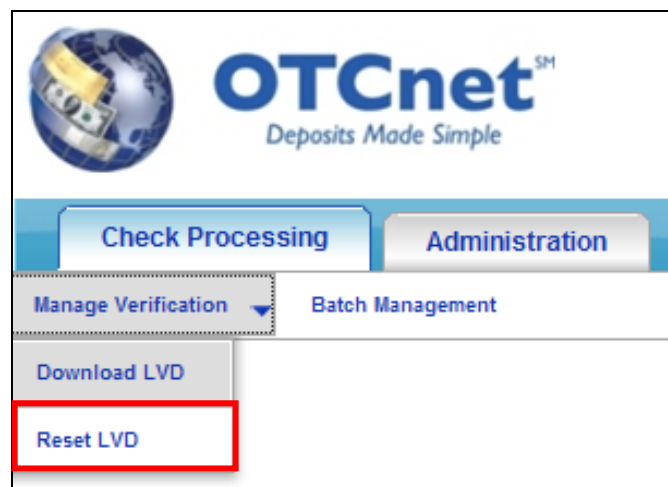 OTCnet SM
Deposits Made Simple
Check Processing Administration
Manage Verification Batch Management
Download LVD
Reset LVD